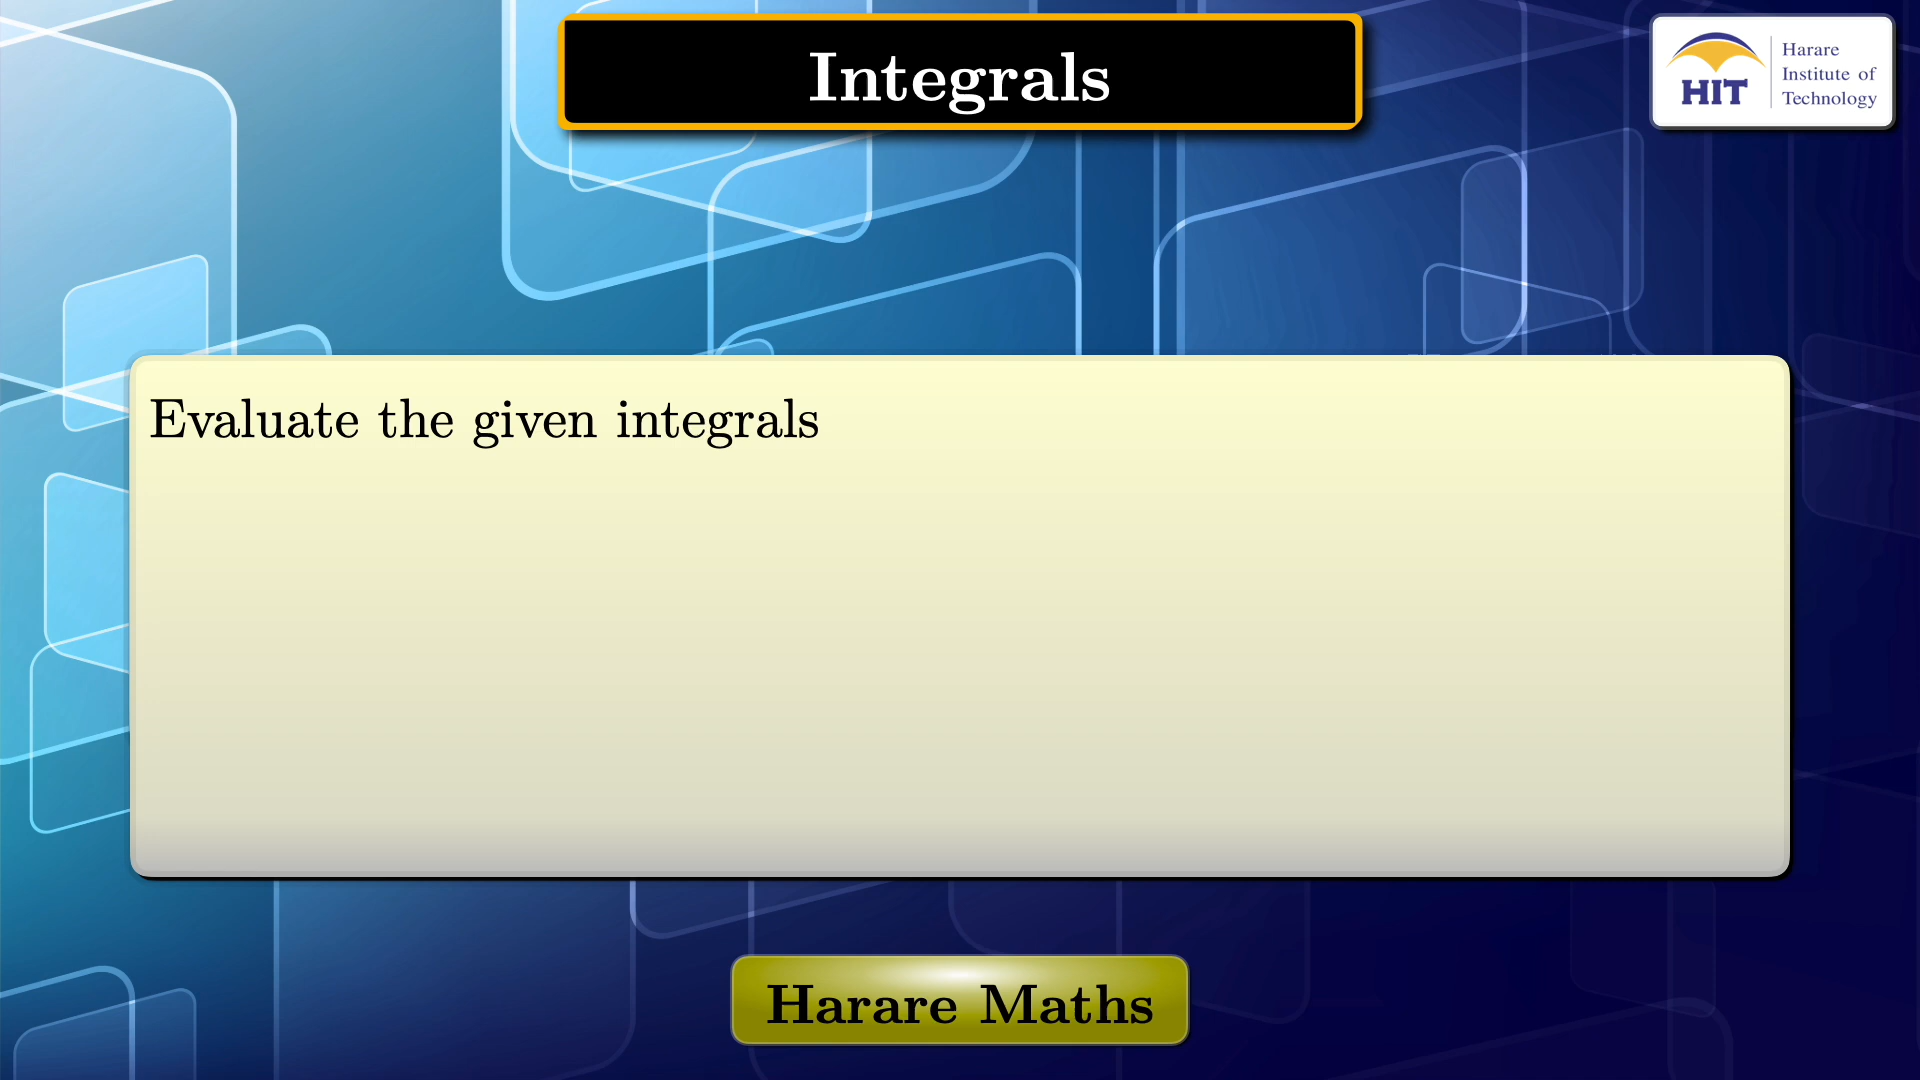 Integrals
HIT
Harare
Institute of
Technology
Evaluate the given integrals
Harare Maths